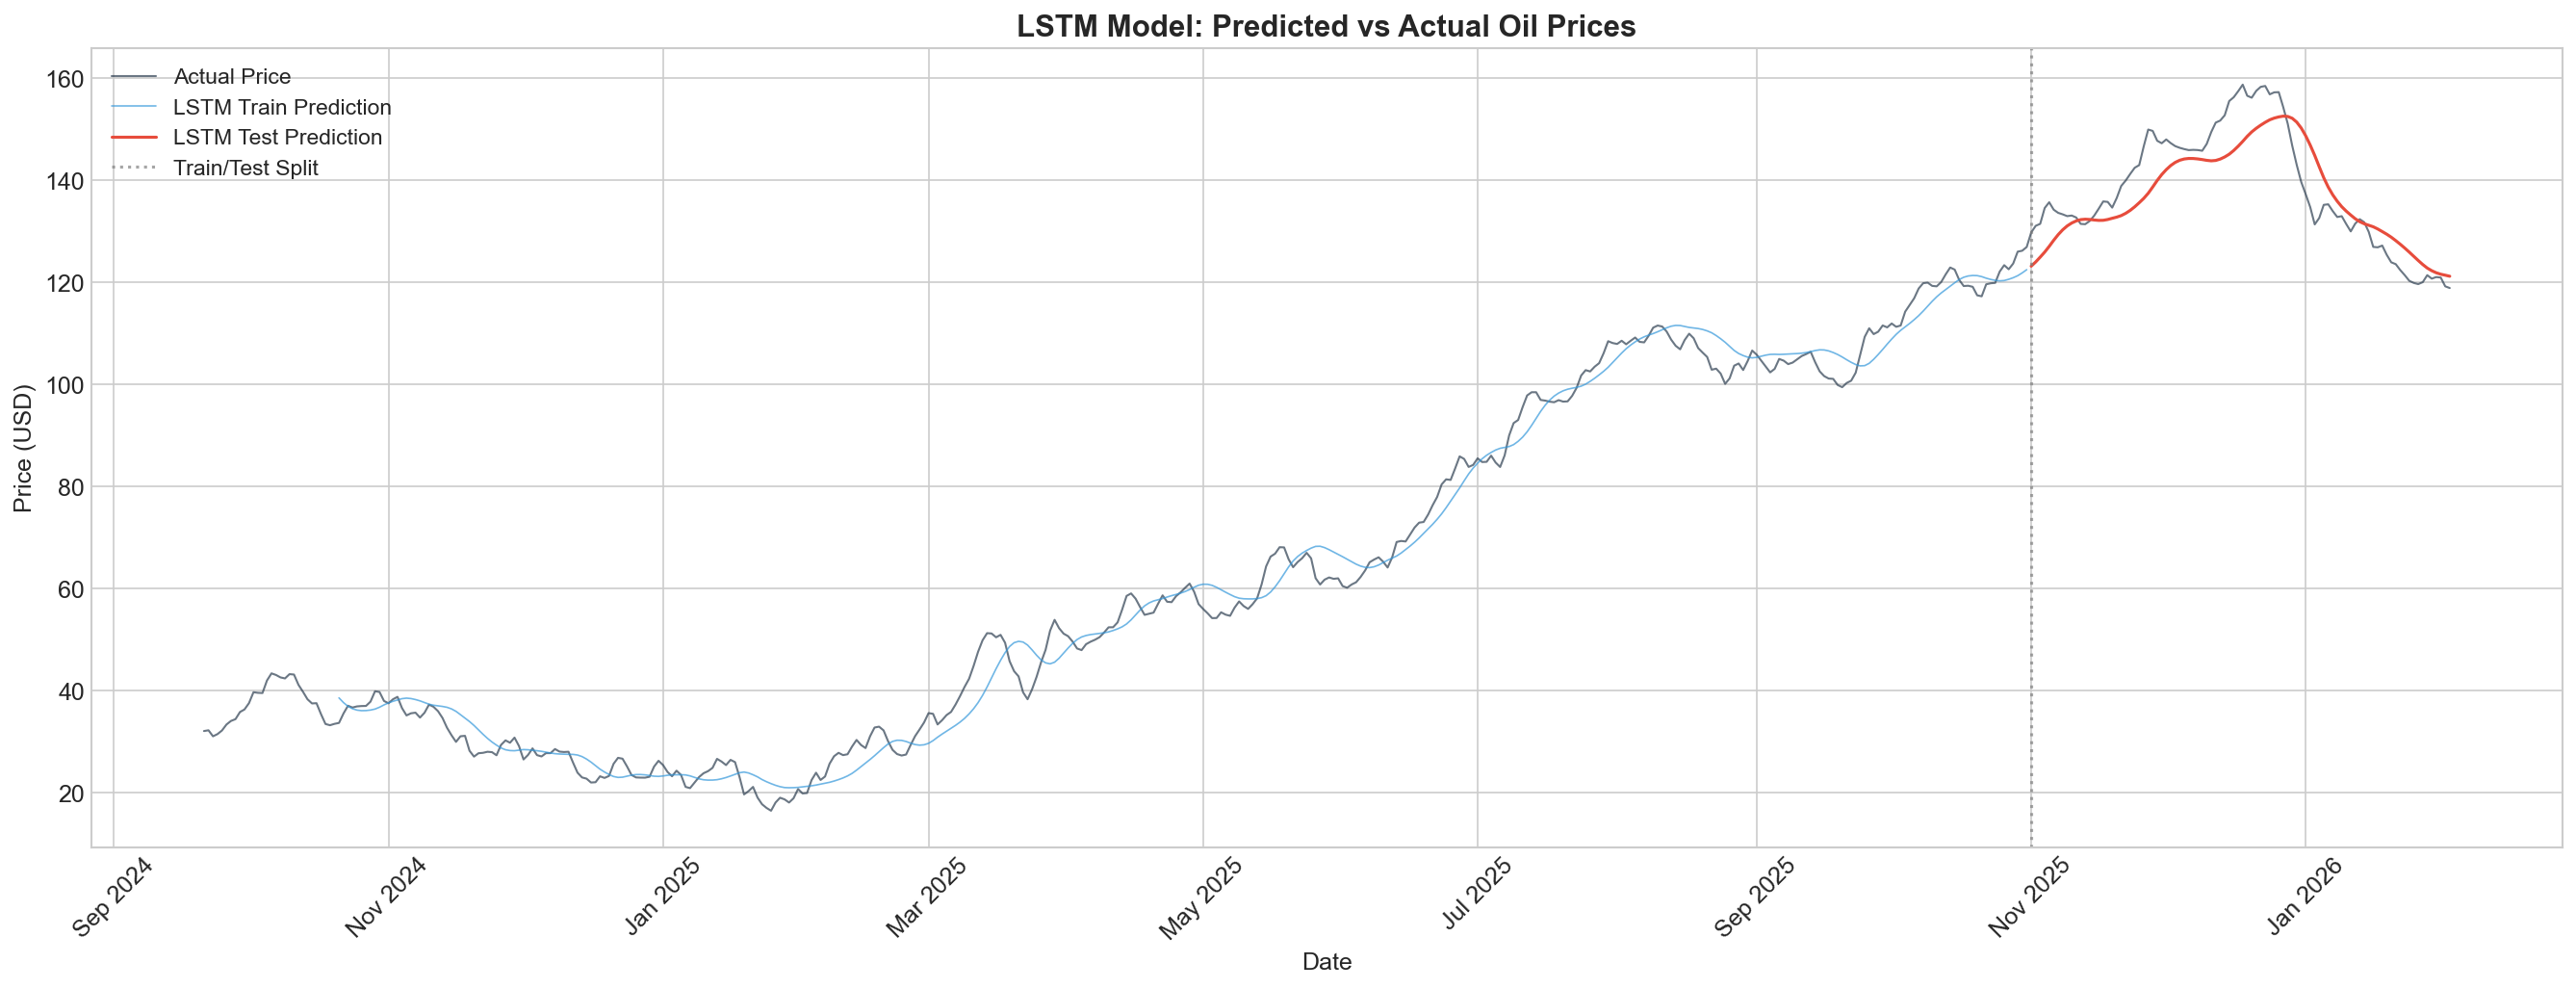 LSTM Model: Predicted vs Actual Oil Prices
Actual Price
LSTM Train Prediction
LSTM Test Prediction
Train/Test Split
Price (USD)
160
140
120
100
80
60
40
20
Sep 2024
Nov 2024
Jan 2025
Mar 2025
May 2025
Jul 2025
Sep 2025
Nov 2025
Jan 2026
Date